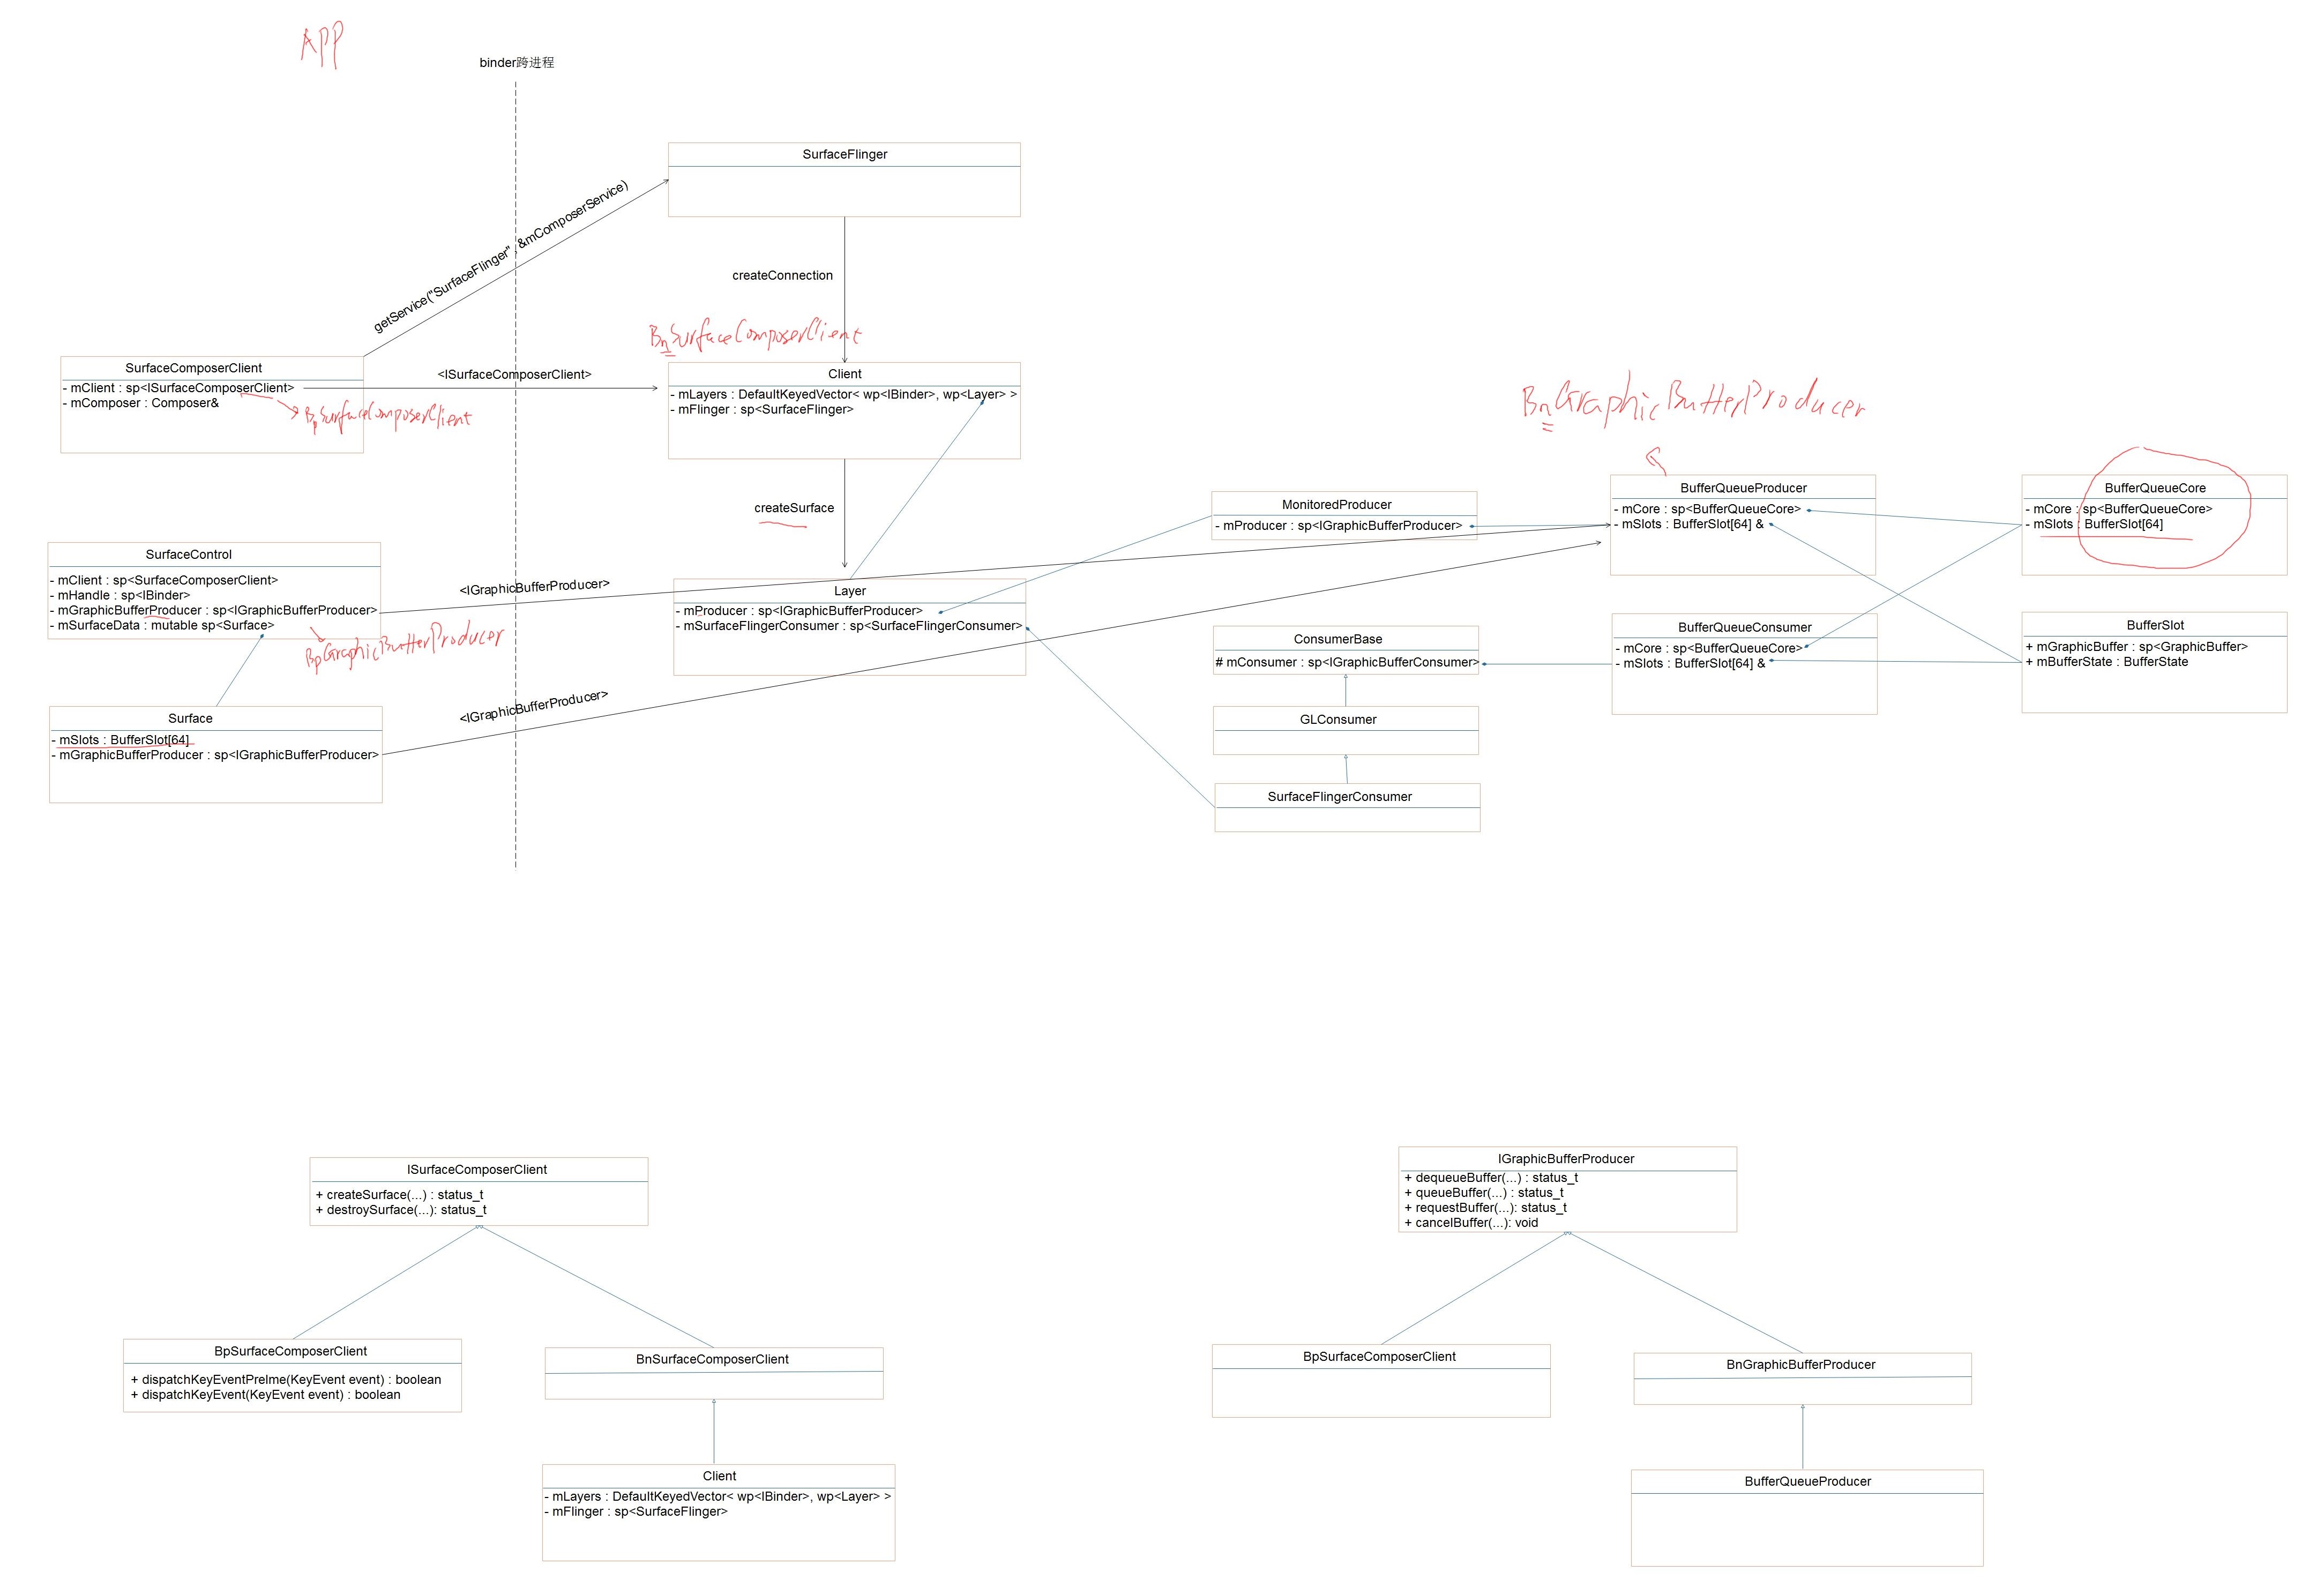 APP
binder跨进程
SurfaceFlinger
getService("SurfaceFlinger", &mComposerService)
createConnection
BnSurfaceComposerClient
SurfaceComposerClient
- mClient : sp<ISurfaceComposerClient>
- mComposer : Composer&
BpSurfaceComposerClient
<ISurfaceComposerClient>
Client
- mLayers : DefaultKeyedVector< wp<IBinder>, wp<Layer> >
- mFlinger : sp<SurfaceFlinger>
createSurface
BnGraphicBufferProducer
MonitoredProducer
- mProducer : sp<IGraphicBufferProducer>
BufferQueueProducer
- mCore : sp<BufferQueueCore>
- mSlots : BufferSlot[64] &
BufferQueueCore
- mCore : sp<BufferQueueCore>
- mSlots : BufferSlot[64]
SurfaceControl
- mClient : sp<SurfaceComposerClient>
- mHandle : sp<IBinder>
- mGraphicBufferProducer : sp<IGraphicBufferProducer>
- mSurfaceData : mutable sp<Surface>
BpGraphicBufferProducer
<IGraphicBufferProducer>
Layer
- mProducer : sp<IGraphicBufferProducer>
- mSurfaceFlingerConsumer : sp<SurfaceFlingerConsumer>
ConsumerBase
# mConsumer : sp<IGraphicBufferConsumer>
BufferQueueConsumer
- mCore : sp<BufferQueueCore>
- mSlots : BufferSlot[64] &
BufferSlot
+ mGraphicBuffer : sp<GraphicBuffer>
+ mBufferState : BufferState
Surface
- mSlots : BufferSlot[64]
- mGraphicBufferProducer : sp<IGraphicBufferProducer>
<IGraphicBufferProducer>
GLConsumer
SurfaceFlingerConsumer
ISurfaceComposerClient
+ createSurface(...) : status_t
+ destroySurface(...): status_t
BpSurfaceComposerClient
+ dispatchKeyEventPreIme(KeyEvent event) : boolean
+ dispatchKeyEvent(KeyEvent event) : boolean
BnSurfaceComposerClient
Client
- mLayers : DefaultKeyedVector< wp<IBinder>, wp<Layer> >
- mFlinger : sp<SurfaceFlinger>
IGraphicBufferProducer
+ dequeueBuffer(...) : status_t
+ queueBuffer(...) : status_t
+ requestBuffer(...): status_t
+ cancelBuffer(...): void
BpSurfaceComposerClient
BnGraphicBufferProducer
BufferQueueProducer